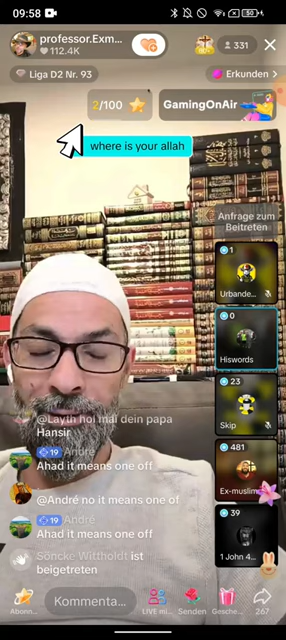 09:58
50
professor.Exm...
112.4K
331
Liga D2 Nr. 93
Erkunden >
2/100
GamingOnAir
where is your allah
Anfrage zum
Beitreten
1
Urbande...
0
Hiswords
23
Skip
481
Ex-muslim
39
1 John 4...
@Layth hol mal dein papa
Hansir
19 André
Ahad it means one off
@André no it means one of
19 André
Ahad it means one off
Söncke Wittholdt ist
beigetreten
Abonn...
Kommenta...
LIVE mi...
Senden
Gesche...
267